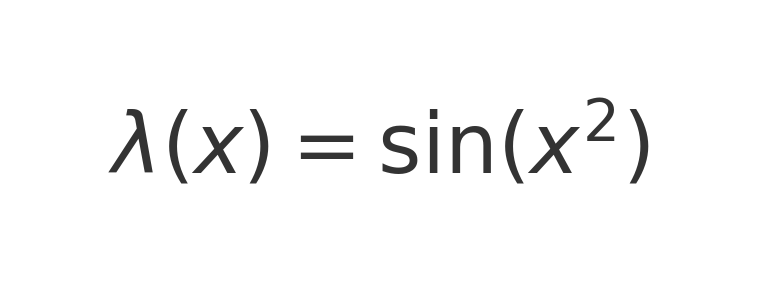 λ(x) = sin(x²)